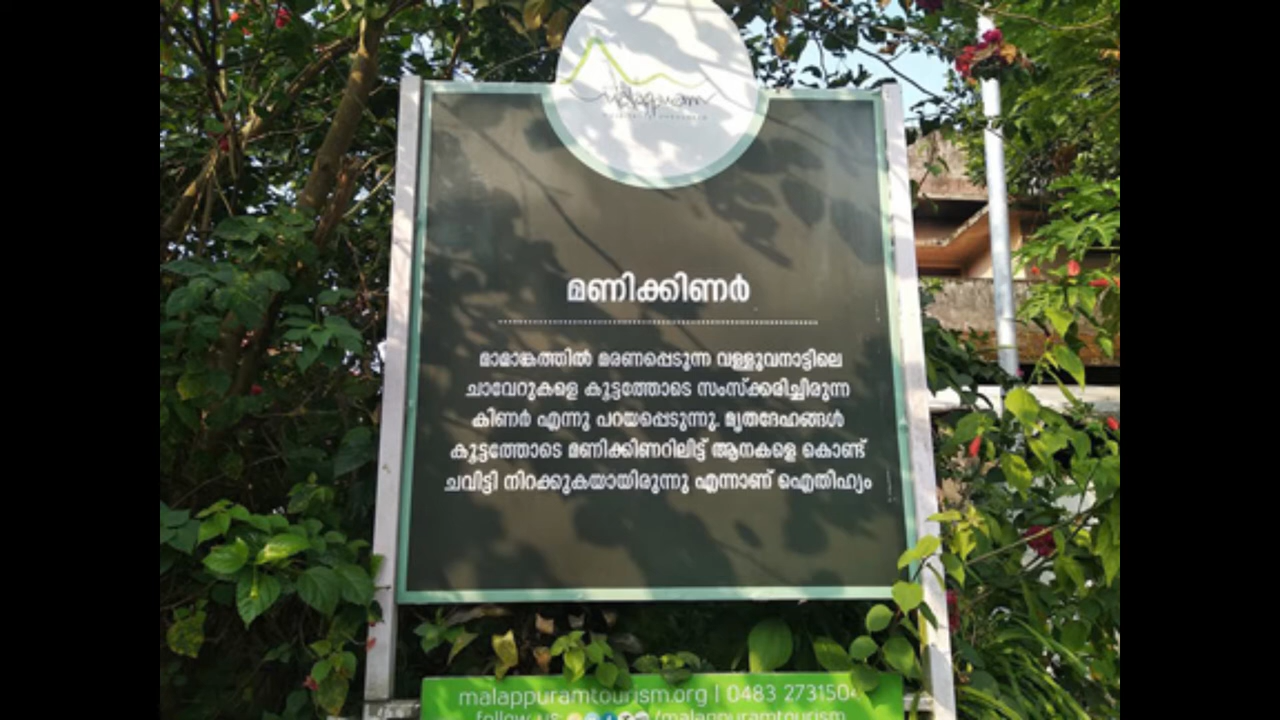 malappuram
മണിക്കിണർ
മാമാങ്കത്തിൽ മരണപ്പെടുന്ന വള്ളുവനാട്ടിലെ
ചാവേറുകളെ കൂട്ടത്തോടെ സംസ്ക്കരിച്ചിരുന്ന
കിണർ എന്നു പറയപ്പെടുന്നു. മൃതദേഹങ്ങൾ
കൂട്ടത്തോടെ മണിക്കിണറിലിട്ട് ആനകളെ കൊണ്ട്
ചവിട്ടി നിറക്കുകയായിരുന്നു എന്നാണ് ഐതിഹ്യം
malappuramtourism.org | 0483 273150
follow us /malappuramtourism